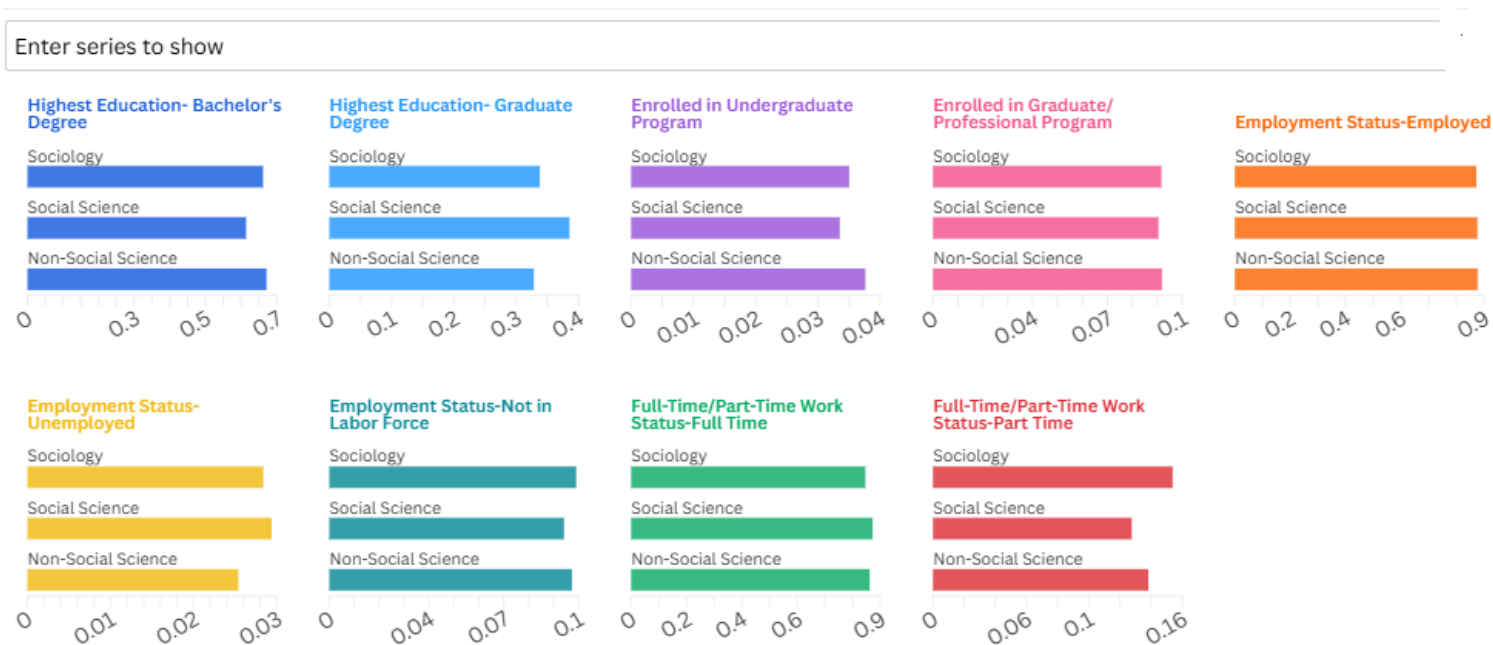 Enter series to show
Highest Education- Bachelor's
Degree
Sociology
Social Science
Non-Social Science
0 0.3 0.5 0.7
Highest Education- Graduate
Degree
Sociology
Social Science
Non-Social Science
0 0.1 0.2 0.3 0.4
Enrolled in Undergraduate
Program
Sociology
Social Science
Non-Social Science
0 0.01 0.02 0.03 0.04
Enrolled in Graduate/
Professional Program
Sociology
Social Science
Non-Social Science
0 0.04 0.07 0.1
Employment Status-Employed
Sociology
Social Science
Non-Social Science
0 0.2 0.4 0.6 0.9
Employment Status-
Unemployed
Sociology
Social Science
Non-Social Science
0 0.01 0.02 0.03
Employment Status-Not in
Labor Force
Sociology
Social Science
Non-Social Science
0 0.04 0.07 0.1
Full-Time/Part-Time Work
Status-Full Time
Sociology
Social Science
Non-Social Science
0 0.2 0.4 0.6 0.9
Full-Time/Part-Time Work
Status-Part Time
Sociology
Social Science
Non-Social Science
0 0.06 0.1 0.16